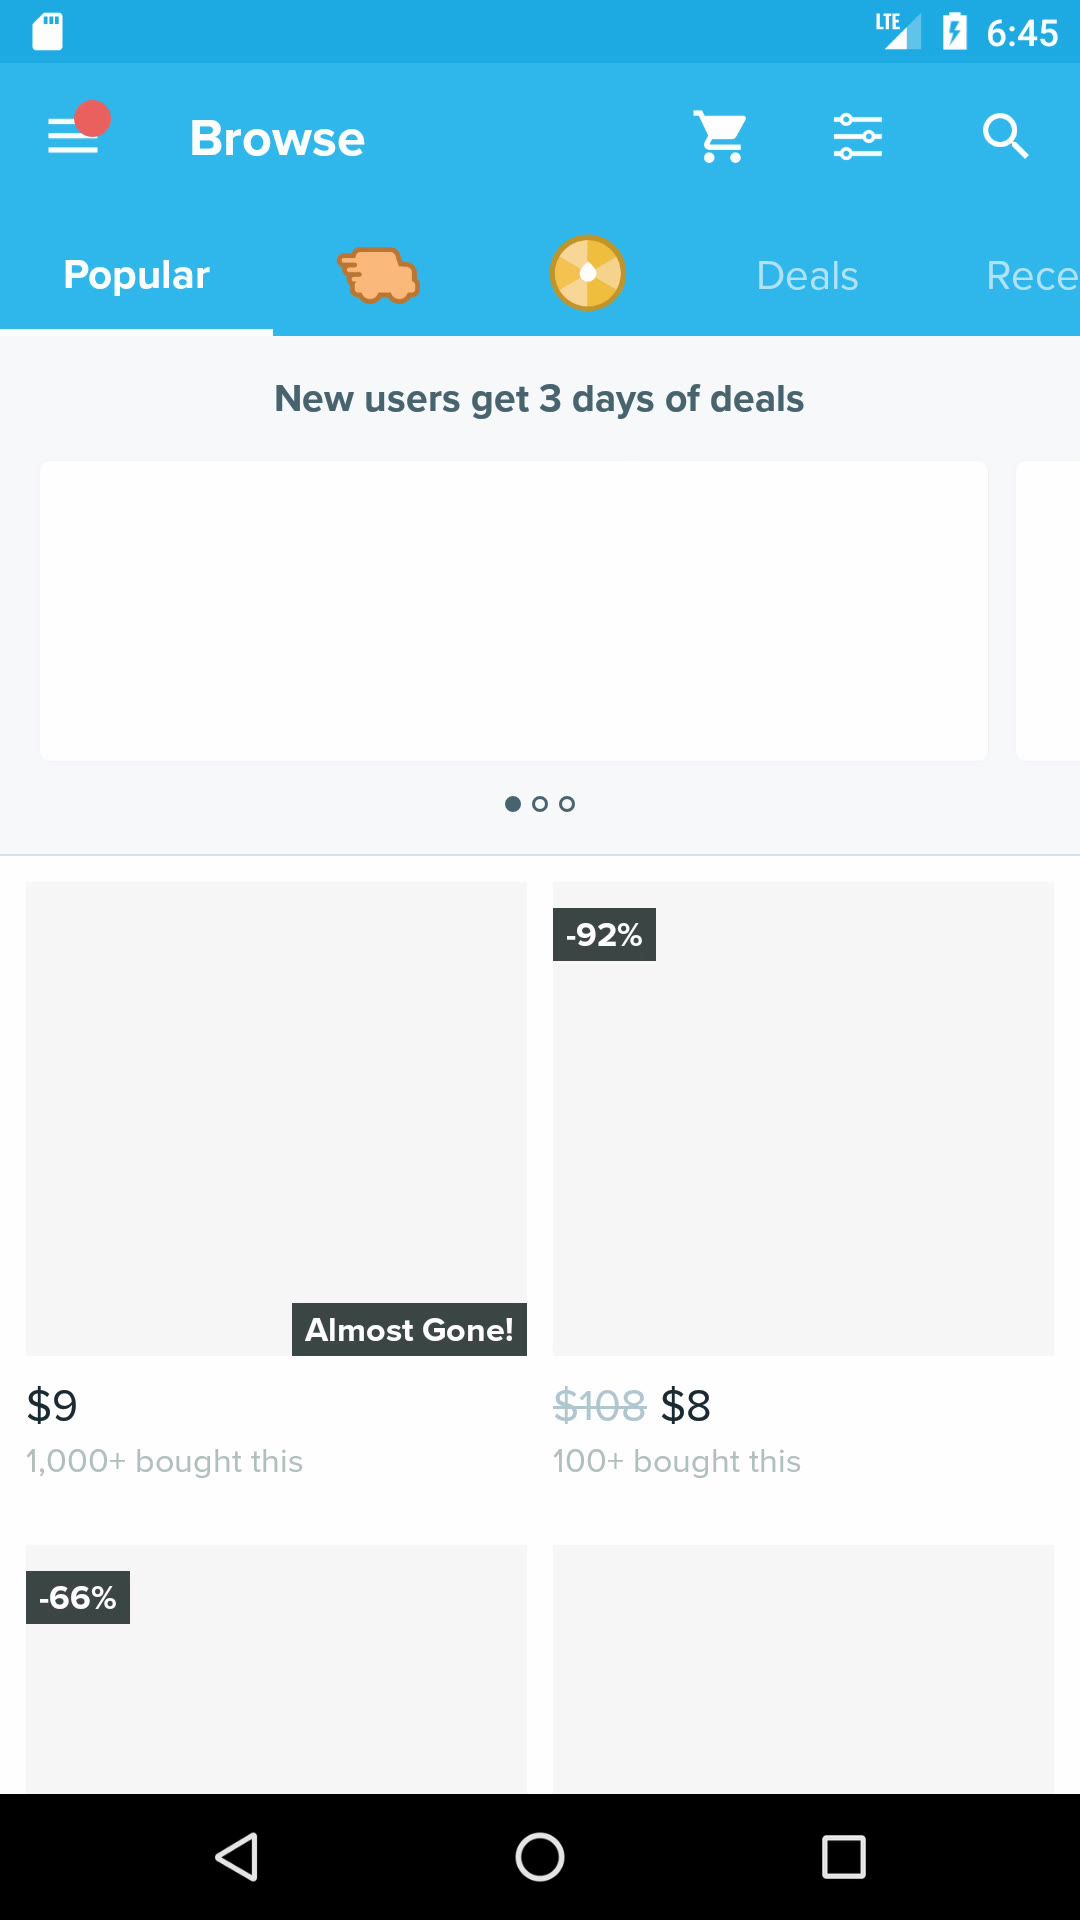 LTE 6:45
Browse
Popular Deals Rece
New users get 3 days of deals
-92%
Almost Gone!
$9
1,000+ bought this
$108 $8
100+ bought this
-66%